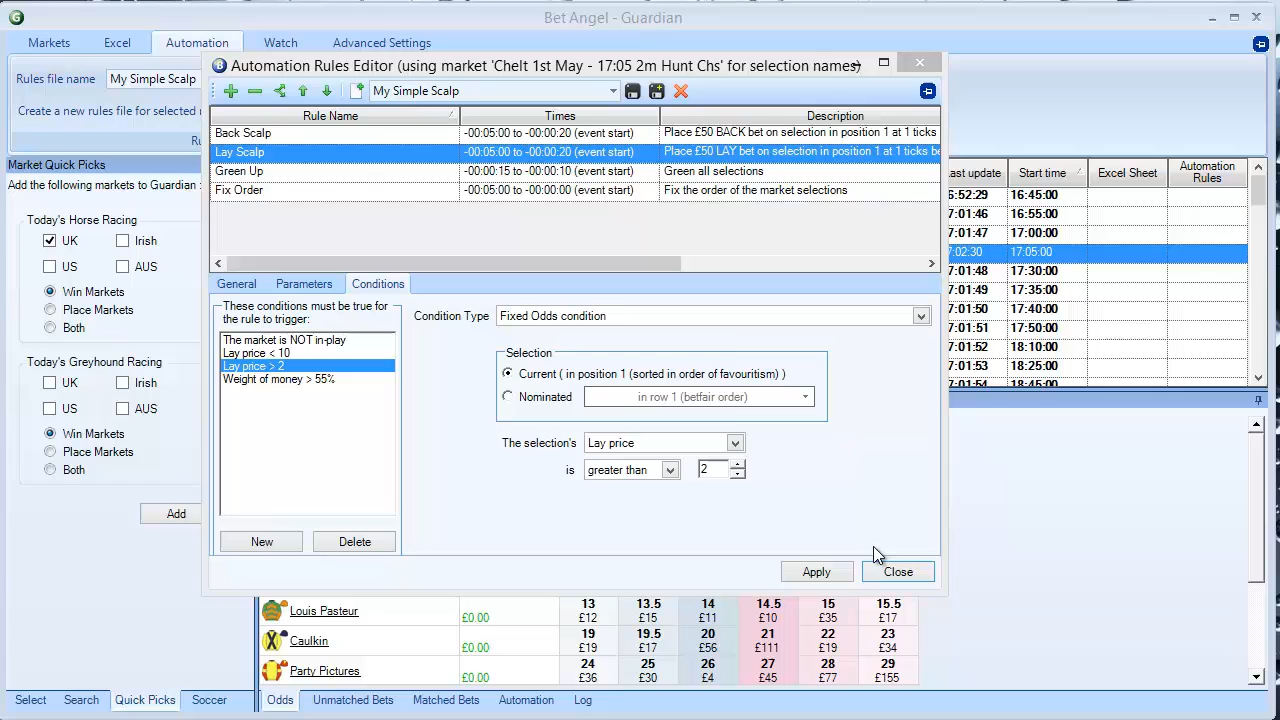 Bet Angel - Guardian
Markets
Excel
Automation
Watch
Advanced Settings
Rules file name
My Simple Scalp
Create a new rules file for selected
Ru
Market Quick Picks
Add the following markets to Guardian :
Today's Horse Racing
UK
Irish
US
AUS
Win Markets
Place Markets
Both
Today's Greyhound Racing
UK
Irish
US
AUS
Win Markets
Place Markets
Both
Add
Select
Search
Quick Picks
Soccer
Automation Rules Editor (using market 'Chelt 1st May - 17:05 2m Hunt Chs' for selection names)
My Simple Scalp
Rule Name
Times
Description
Back Scalp
-00:05:00 to -00:00:20 (event start)
Place £50 BACK bet on selection in position 1 at 1 ticks
Lay Scalp
-00:05:00 to -00:00:20 (event start)
Place £50 LAY bet on selection in position 1 at 1 ticks be
Green Up
-00:00:15 to -00:00:10 (event start)
Green all selections
Fix Order
-00:05:00 to -00:00:00 (event start)
Fix the order of the market selections
General
Parameters
Conditions
These conditions must be true for
the rule to trigger:
The market is NOT in-play
Lay price < 10
Lay price > 2
Weight of money > 55%
New
Delete
Condition Type
Fixed Odds condition
Selection
Current ( in position 1 (sorted in order of favouritism) )
Nominated
in row 1 (betfair order)
The selection's
Lay price
is
greater than
2
Apply
Close
ast update
Start time
Excel Sheet
Automation
Rules
6:52:29
16:45:00
7:01:46
16:55:00
7:01:47
17:00:00
7:02:30
17:05:00
7:01:48
17:30:00
7:01:49
17:35:00
7:01:50
17:40:00
7:01:51
17:50:00
7:01:52
18:10:00
7:01:53
18:25:00
7:01:54
18:45:00
Louis Pasteur
£0.00
13
£12
13.5
£15
14
£11
14.5
£10
15
£35
15.5
£17
Caulkin
£0.00
19
£19
19.5
£17
20
£56
21
£111
22
£19
23
£34
Party Pictures
£0.00
24
£36
25
£30
26
£4
27
£45
28
£77
29
£155
Odds
Unmatched Bets
Matched Bets
Automation
Log